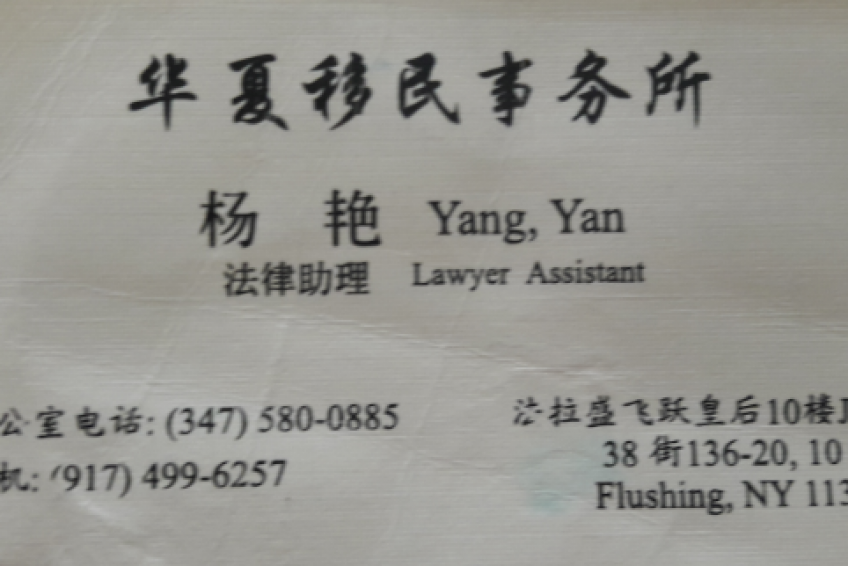 华夏移民事务所
杨 艳 Yang, Yan
法律助理 Lawyer Assistant
公室电话: (347) 580-0885
机: (917) 499-6257
法拉盛飞跃皇后10楼J
38 街136-20, 10
Flushing, NY 113